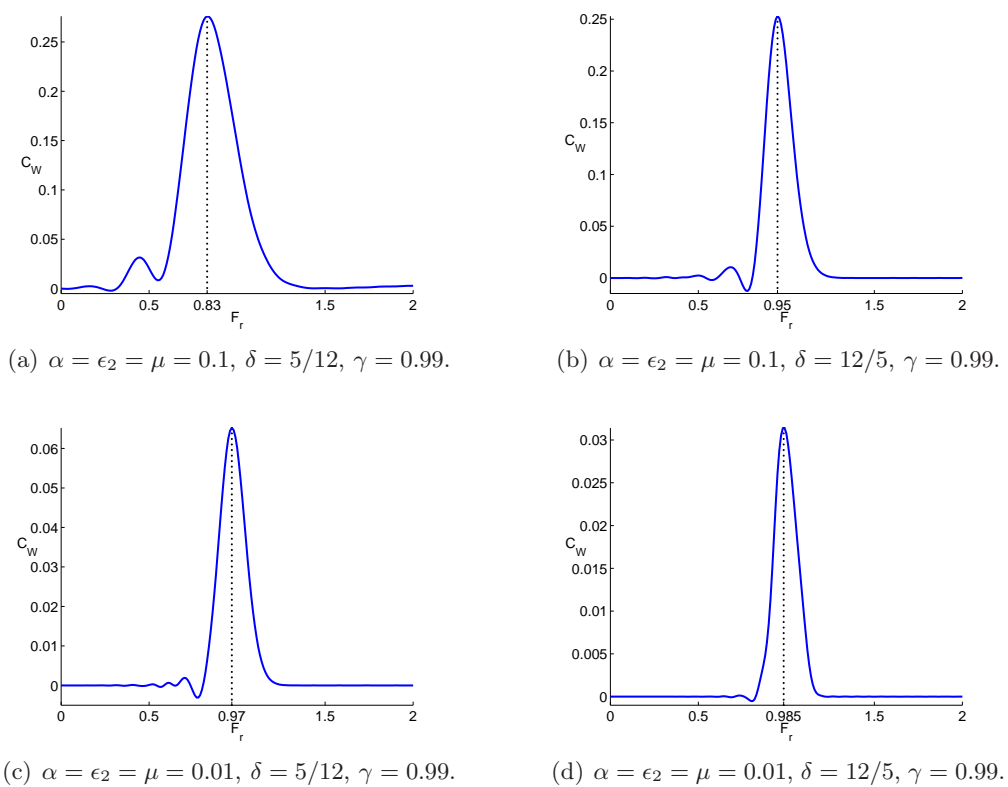 0.25
0.2
0.15
C_W
0.1
0.05
0
0 0.5 0.83 1.5 2
F_r
(a) α = ϵ₂ = μ = 0.1, δ = 5/12, γ = 0.99.
0.25
0.2
0.15
C_W
0.1
0.05
0
0 0.5 0.95 1.5 2
F_r
(b) α = ϵ₂ = μ = 0.1, δ = 12/5, γ = 0.99.
0.06
0.05
0.04
C_W
0.03
0.02
0.01
0
0 0.5 0.97 1.5 2
F_r
(c) α = ϵ₂ = μ = 0.01, δ = 5/12, γ = 0.99.
0.03
0.025
0.02
C_W
0.015
0.01
0.005
0
0 0.5 0.985 1.5 2
F_r
(d) α = ϵ₂ = μ = 0.01, δ = 12/5, γ = 0.99.